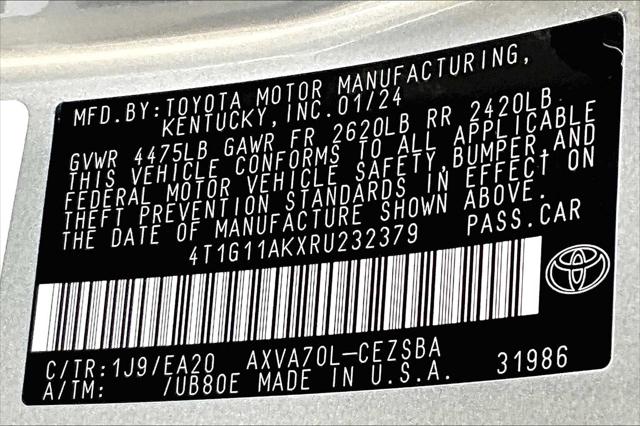 MFD.BY:TOYOTA MOTOR MANUFACTURING,
KENTUCKY,INC.01/24
GVWR 4475LB GAWR FR 2620LB RR 2420LB.
THIS VEHICLE CONFORMS TO ALL APPLICABLE
FEDERAL MOTOR VEHICLE SAFETY,BUMPER,AND
THEFT PREVENTION STANDARDS IN EFFECT ON
THE DATE OF MANUFACTURE SHOWN ABOVE.
4T1G11AKXRU232379 PASS.CAR
C/TR:1J9/EA20 AXVA70L-CEZSBA
A/TM: /UB80E MADE IN U.S.A. 31986